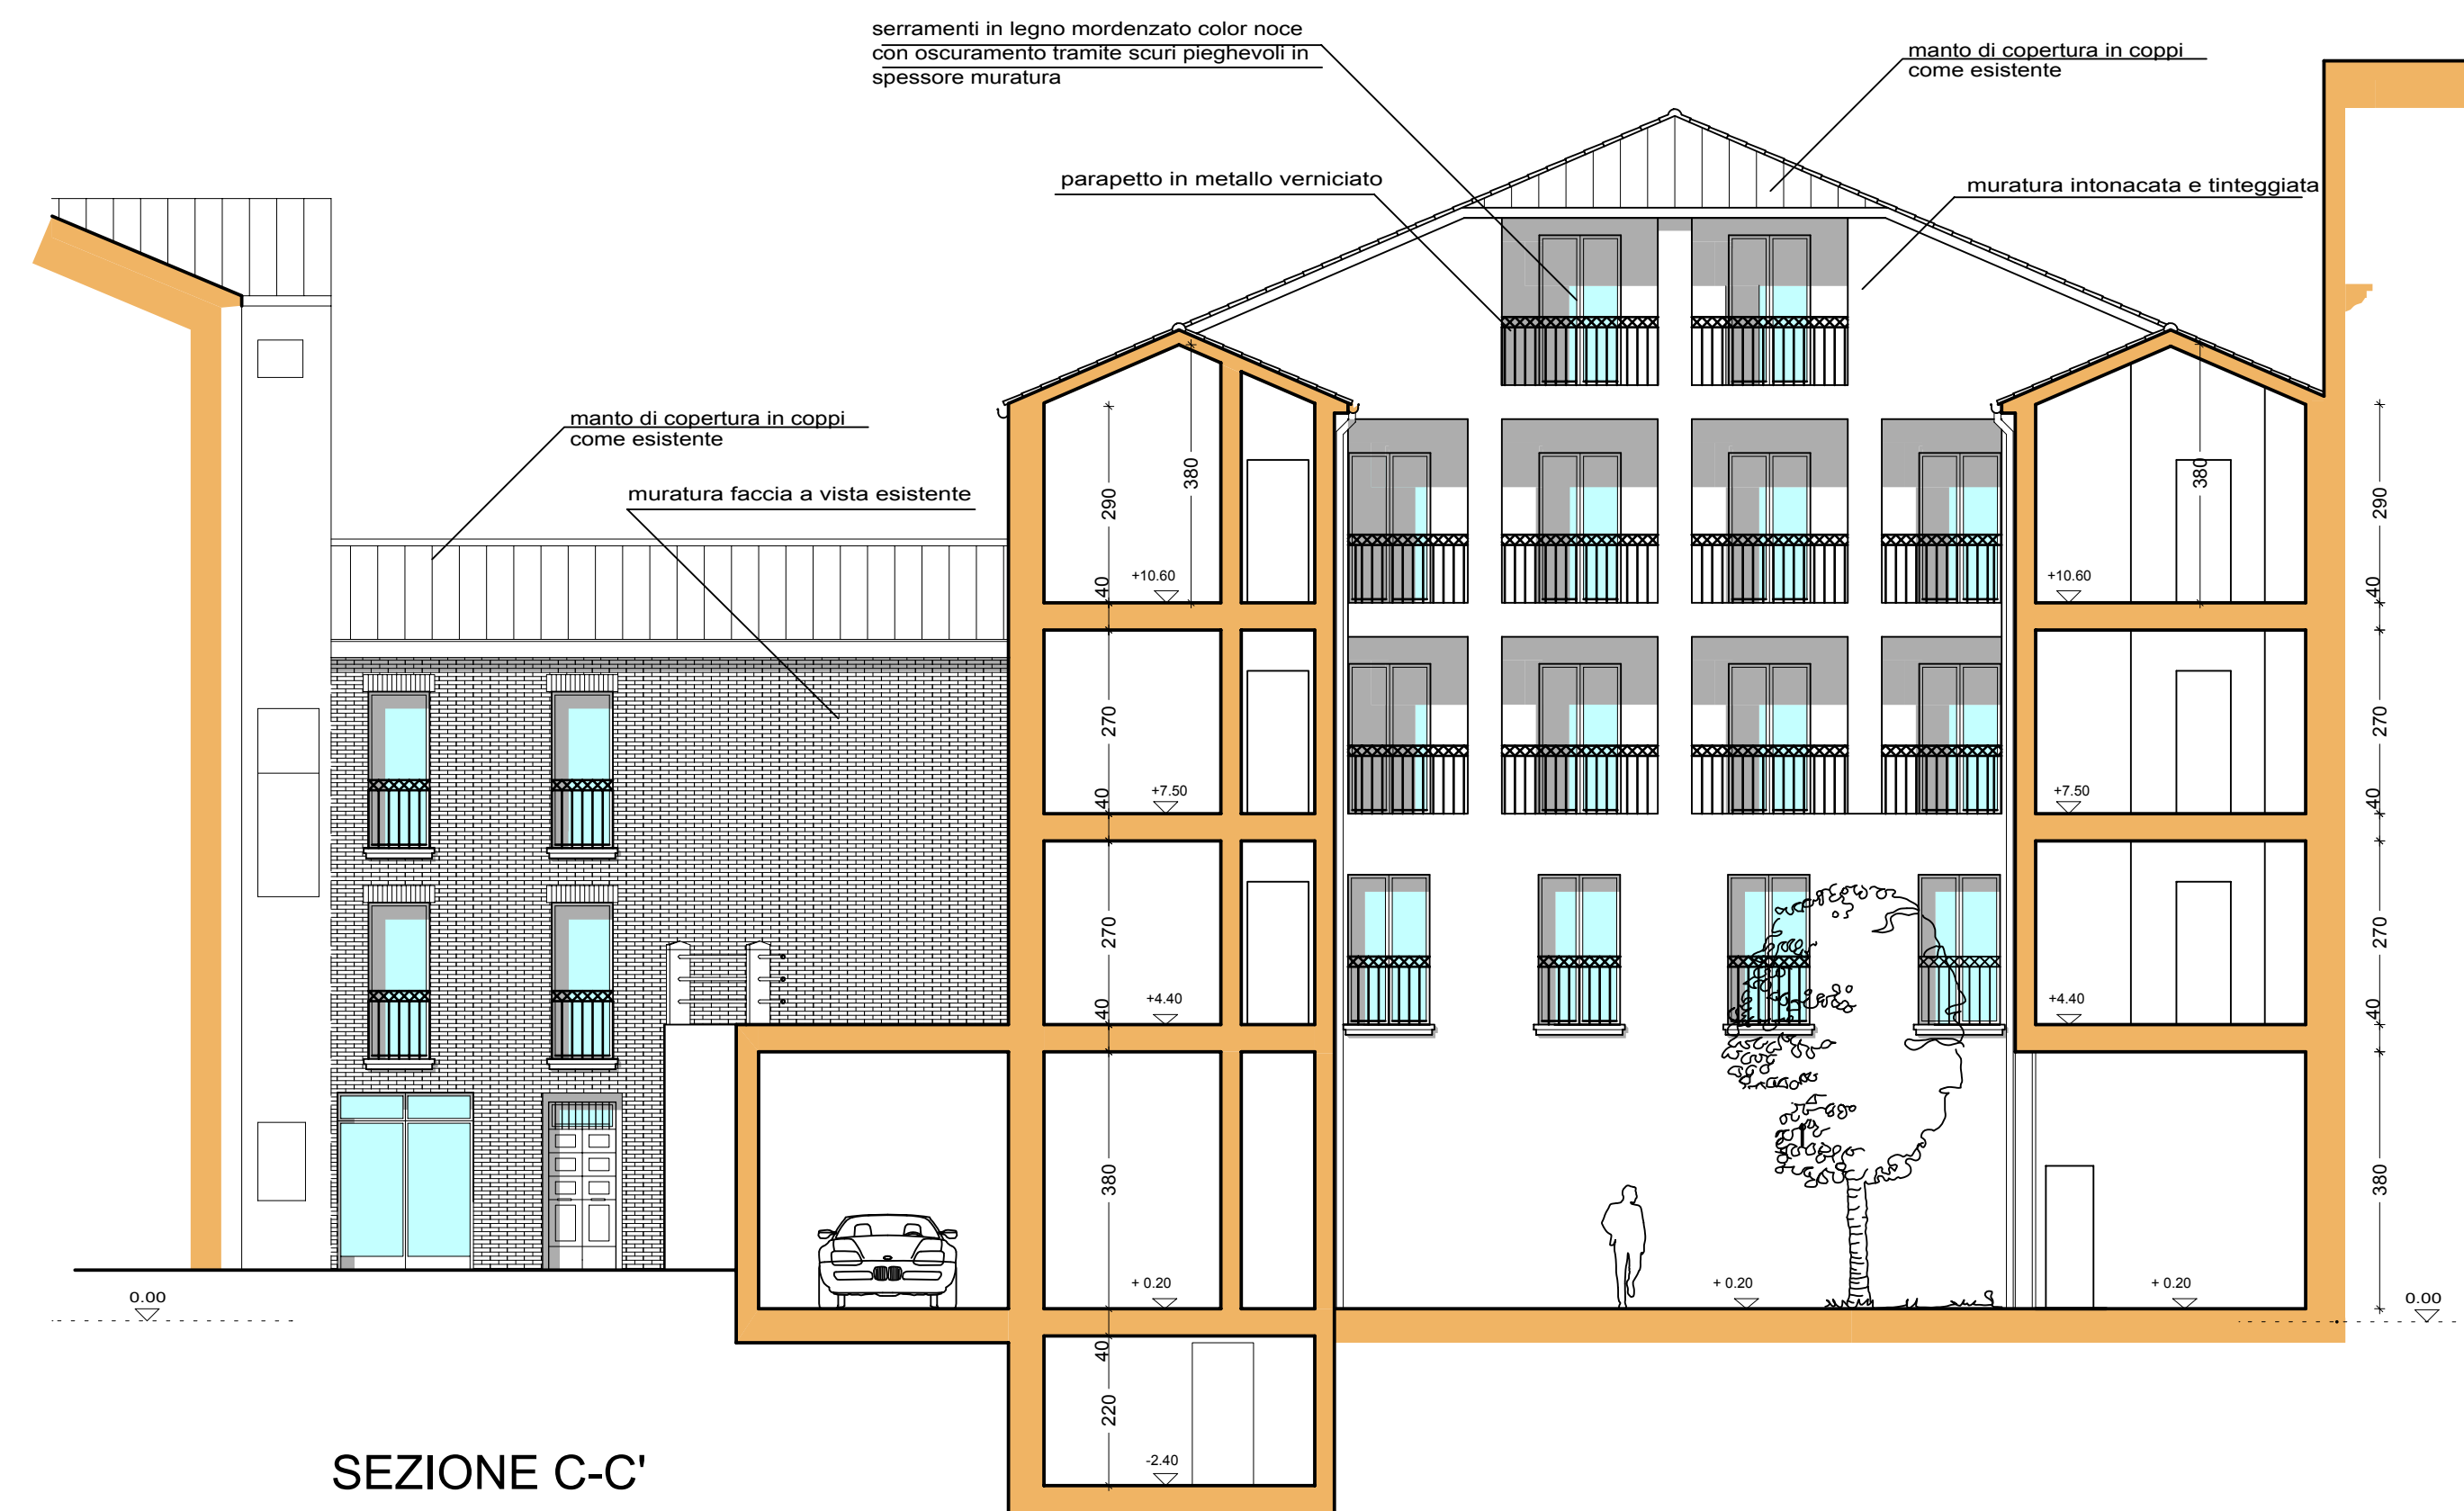 serramenti in legno mordenzato color noce
con oscuramento tramite scuri pieghevoli in
spessore muratura
manto di copertura in coppi
come esistente
parapetto in metallo verniciato
muratura intonacata e tinteggiata
manto di copertura in coppi
come esistente
muratura faccia a vista esistente
290
380
40
+10.60
270
40
+7.50
270
40
+4.40
380
+ 0.20
40
220
-2.40
0.00
+ 0.20
380
+10.60
+7.50
+4.40
+ 0.20
290
40
270
40
270
40
380
0.00
SEZIONE C-C'